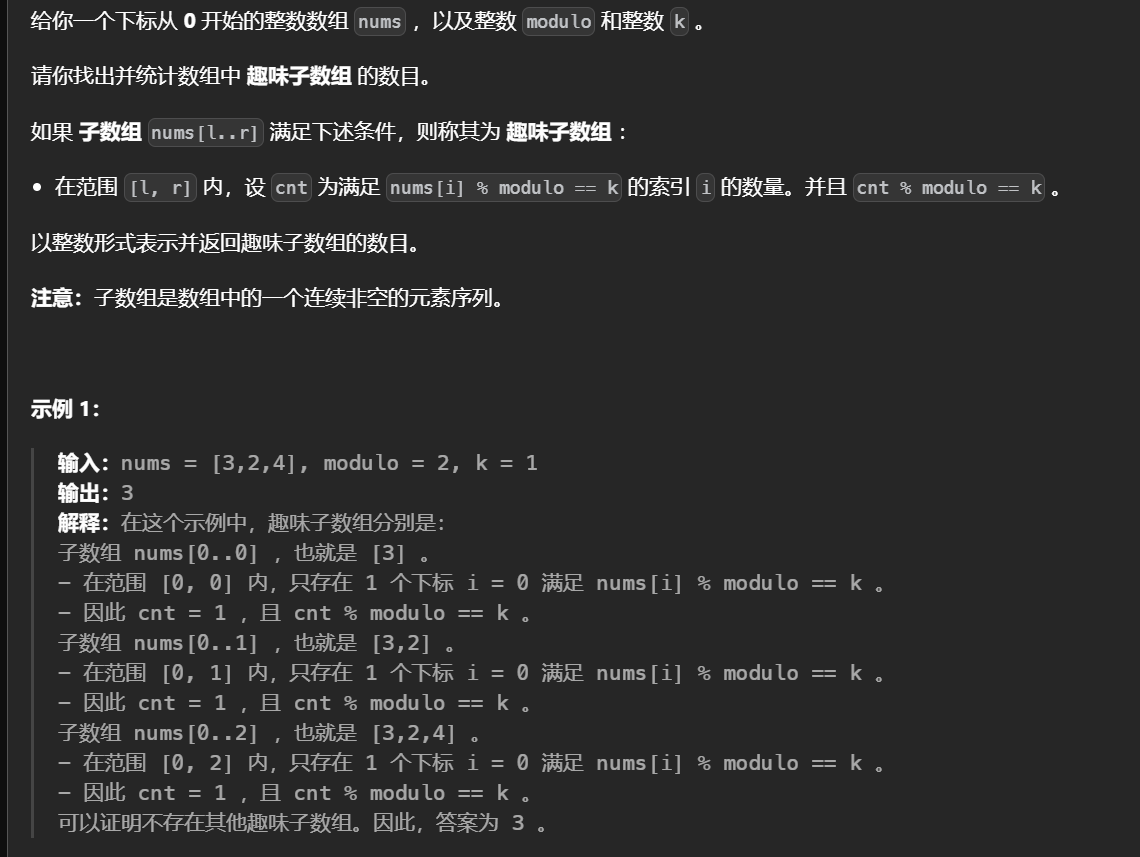 给你一个下标从 0 开始的整数数组 nums ，以及整数 modulo 和整数 k 。
请你找出并统计数组中 趣味子数组 的数目。
如果 子数组 nums[l..r] 满足下述条件，则称其为 趣味子数组 ：
• 在范围 [l, r] 内，设 cnt 为满足 nums[i] % modulo == k 的索引 i 的数量。并且 cnt % modulo == k 。
以整数形式表示并返回趣味子数组的数目。
注意：子数组是数组中的一个连续非空的元素序列。
示例 1：
输入：nums = [3,2,4], modulo = 2, k = 1
输出：3
解释：在这个示例中，趣味子数组分别是：
子数组 nums[0..0] ，也就是 [3] 。
- 在范围 [0, 0] 内，只存在 1 个下标 i = 0 满足 nums[i] % modulo == k 。
- 因此 cnt = 1 ，且 cnt % modulo == k 。
子数组 nums[0..1] ，也就是 [3,2] 。
- 在范围 [0, 1] 内，只存在 1 个下标 i = 0 满足 nums[i] % modulo == k 。
- 因此 cnt = 1 ，且 cnt % modulo == k 。
子数组 nums[0..2] ，也就是 [3,2,4] 。
- 在范围 [0, 2] 内，只存在 1 个下标 i = 0 满足 nums[i] % modulo == k 。
- 因此 cnt = 1 ，且 cnt % modulo == k 。
可以证明不存在其他趣味子数组。因此，答案为 3 。